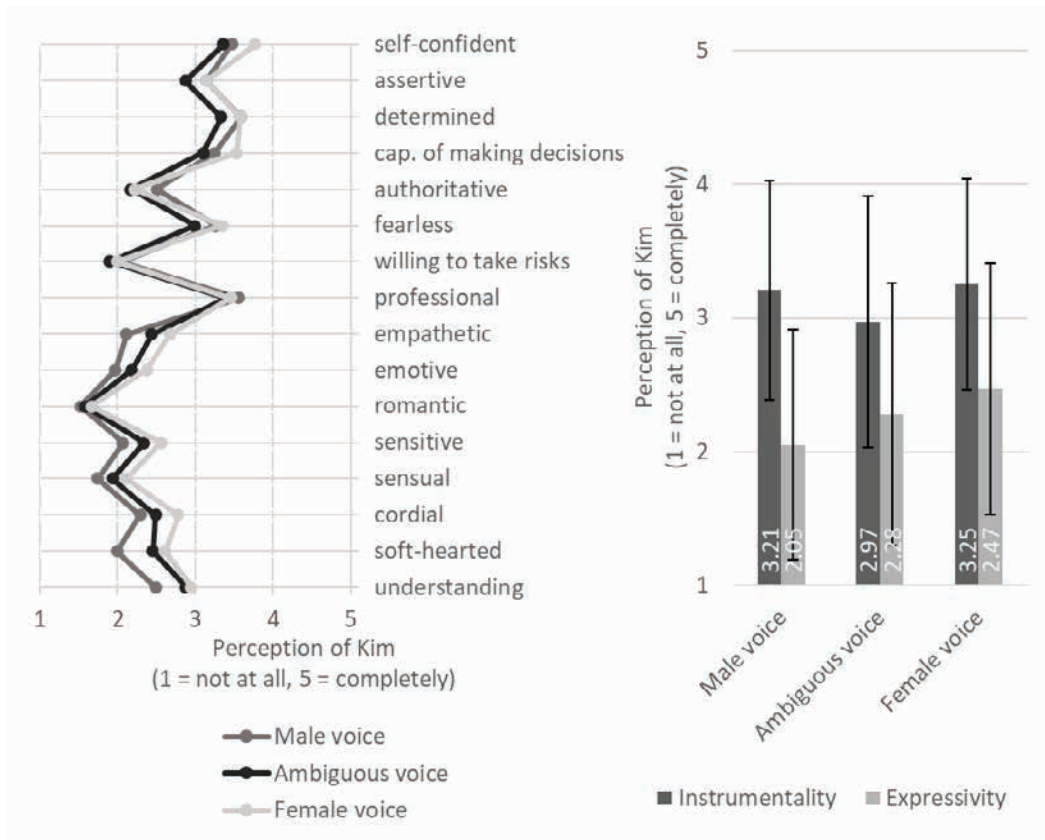 self-confident
assertive
determined
cap. of making decisions
authoritative
fearless
willing to take risks
professional
empathetic
emotive
romantic
sensitive
sensual
cordial
soft-hearted
understanding
1 2 3 4 5
Perception of Kim
(1 = not at all, 5 = completely)
Male voice
Ambiguous voice
Female voice
Perception of Kim
(1 = not at all, 5 = completely)
5
4
3
2
1
3.21
2.05
2.97
2.28
3.25
2.47
Male voice
Ambiguous voice
Female voice
Instrumentality Expressivity